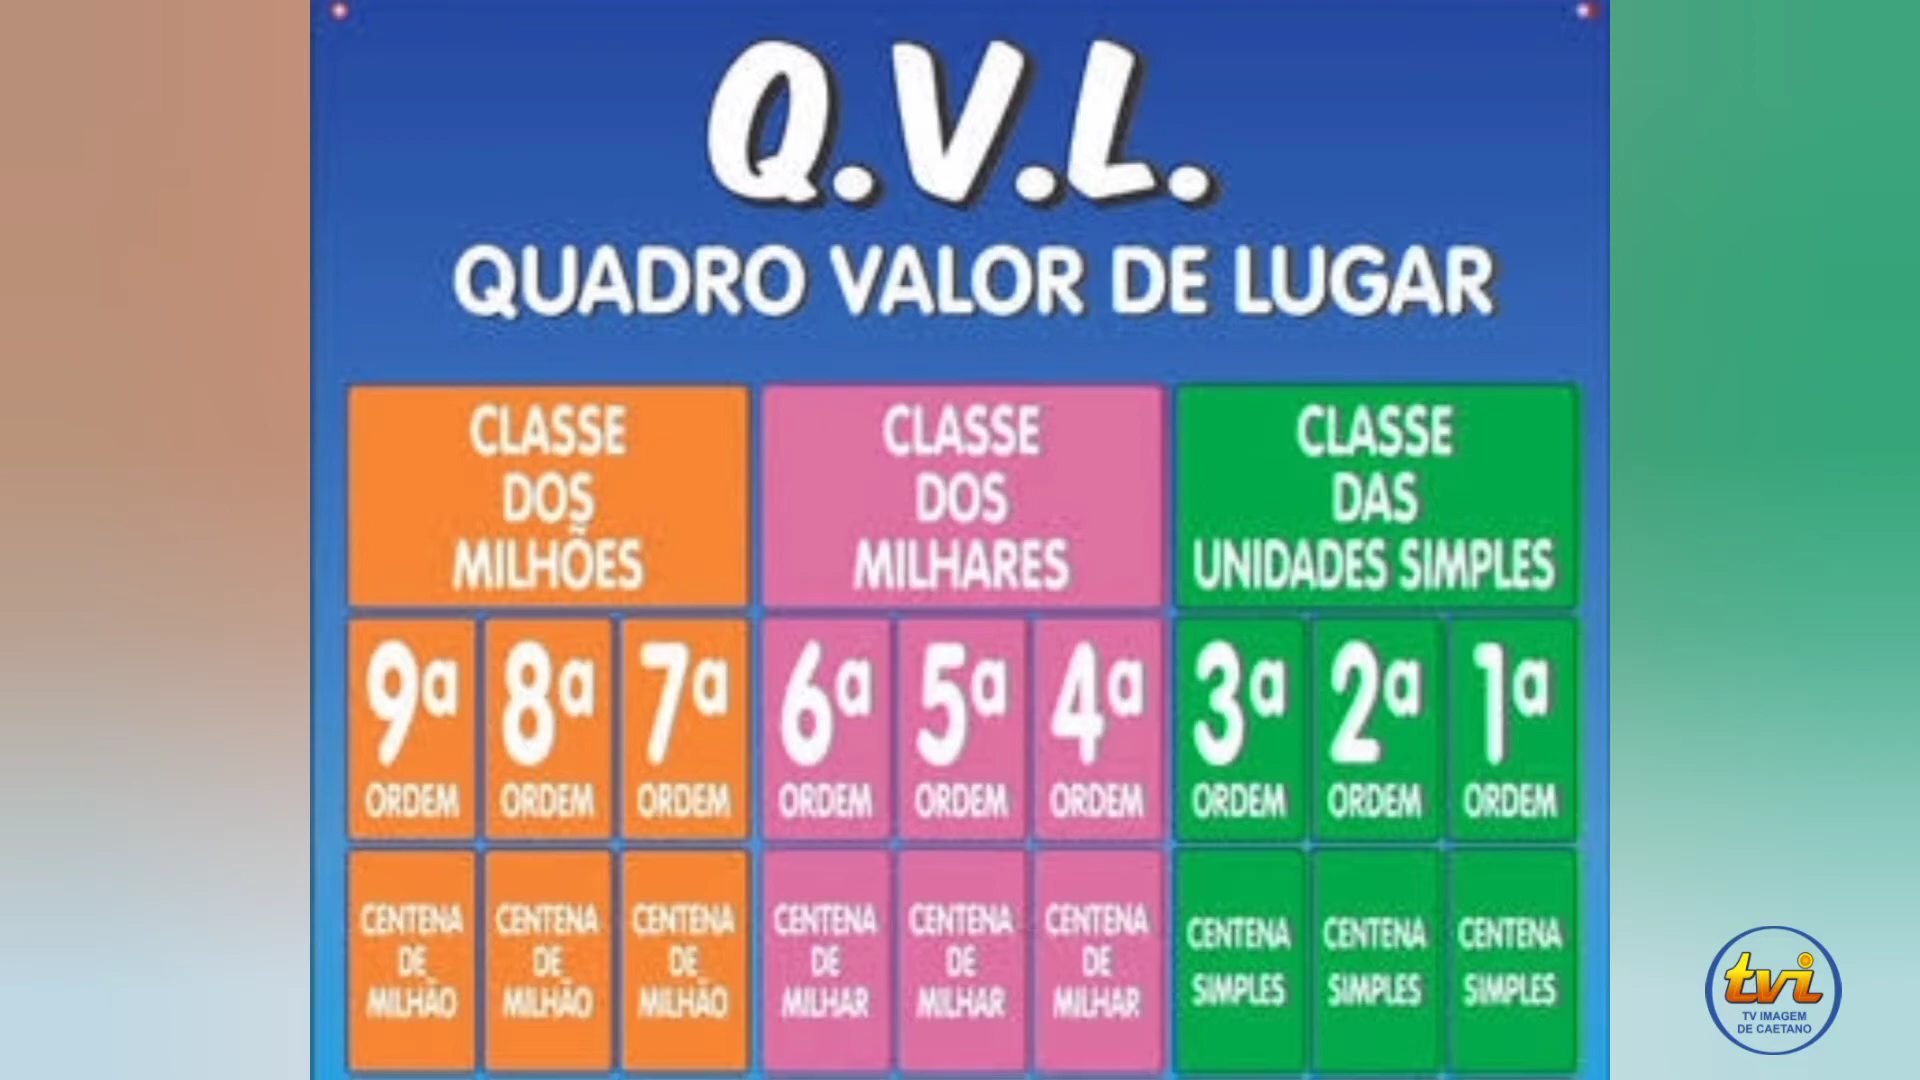 Q.V.L.
QUADRO VALOR DE LUGAR
CLASSE
DOS
MILHÕES
CLASSE
DOS
MILHARES
CLASSE
DAS
UNIDADES SIMPLES
9ª
ORDEM
8ª
ORDEM
7ª
ORDEM
6ª
ORDEM
5ª
ORDEM
4ª
ORDEM
3ª
ORDEM
2ª
ORDEM
1ª
ORDEM
CENTENA
DE
MILHÃO
CENTENA
DE
MILHÃO
CENTENA
DE
MILHÃO
CENTENA
DE
MILHAR
CENTENA
DE
MILHAR
CENTENA
DE
MILHAR
CENTENA
SIMPLES
CENTENA
SIMPLES
CENTENA
SIMPLES
tvi
TV IMAGEM
DE CAETANO